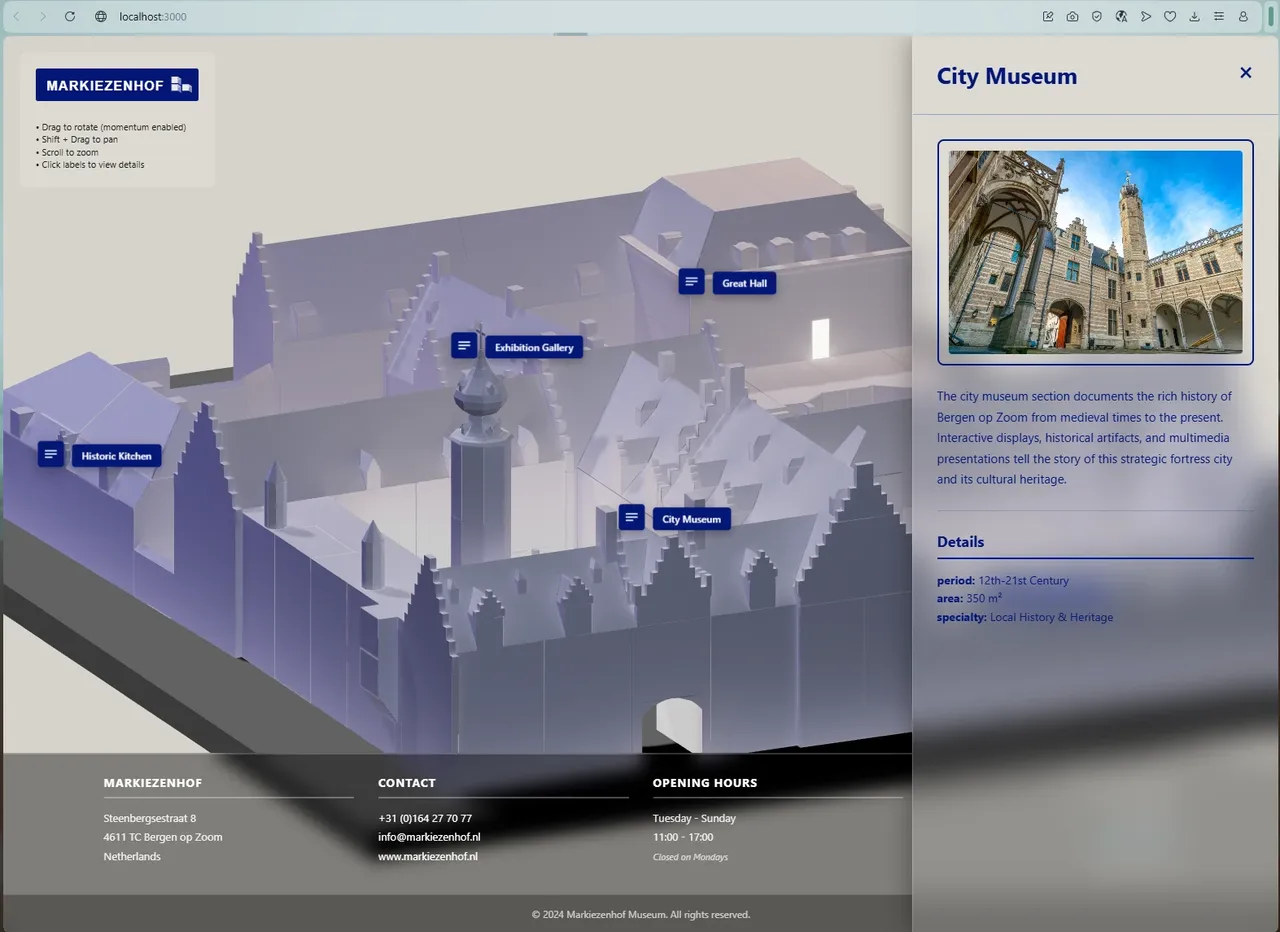 localhost:3000
MARKIEZENHOF
• Drag to rotate (momentum enabled)
• Shift + Drag to pan
• Scroll to zoom
• Click labels to view details
Great Hall
Exhibition Gallery
Historic Kitchen
City Museum
City Museum
The city museum section documents the rich history of
Bergen op Zoom from medieval times to the present.
Interactive displays, historical artifacts, and multimedia
presentations tell the story of this strategic fortress city
and its cultural heritage.
Details
period: 12th-21st Century
area: 350 m²
specialty: Local History & Heritage
MARKIEZENHOF
Steenbergsestraat 8
4611 TC Bergen op Zoom
Netherlands
CONTACT
+31 (0)164 27 70 77
info@markiezenhof.nl
www.markiezenhof.nl
OPENING HOURS
Tuesday - Sunday
11:00 - 17:00
Closed on Mondays
© 2024 Markiezenhof Museum. All rights reserved.